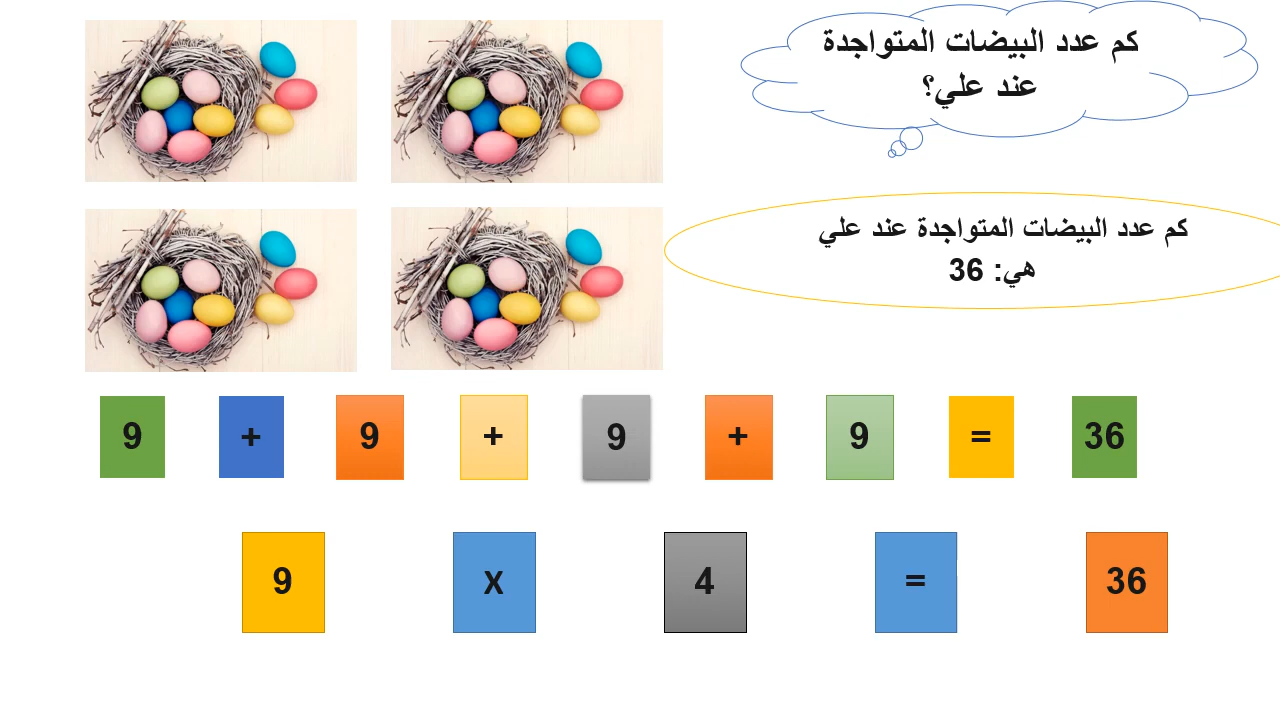 كم عدد البيضات المتواجدة
عند علي؟
كم عدد البيضات المتواجدة عند علي
هي: 36
9 + 9 + 9 + 9 = 36
9 x 4 = 36